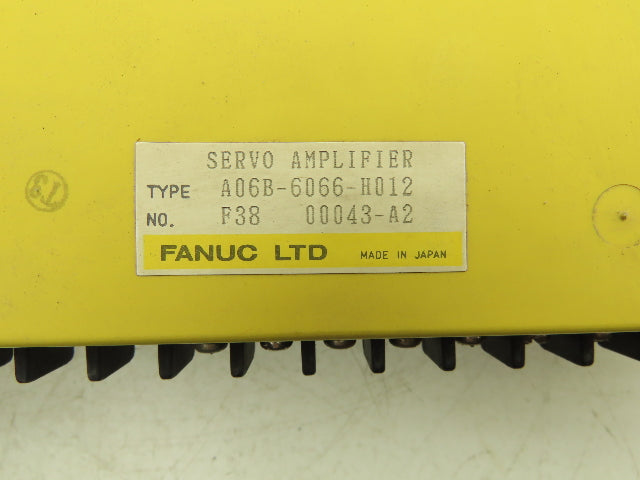 SERVO AMPLIFIER
TYPE A06B-6066-H012
NO. F38 00043-A2
FANUC LTD MADE IN JAPAN